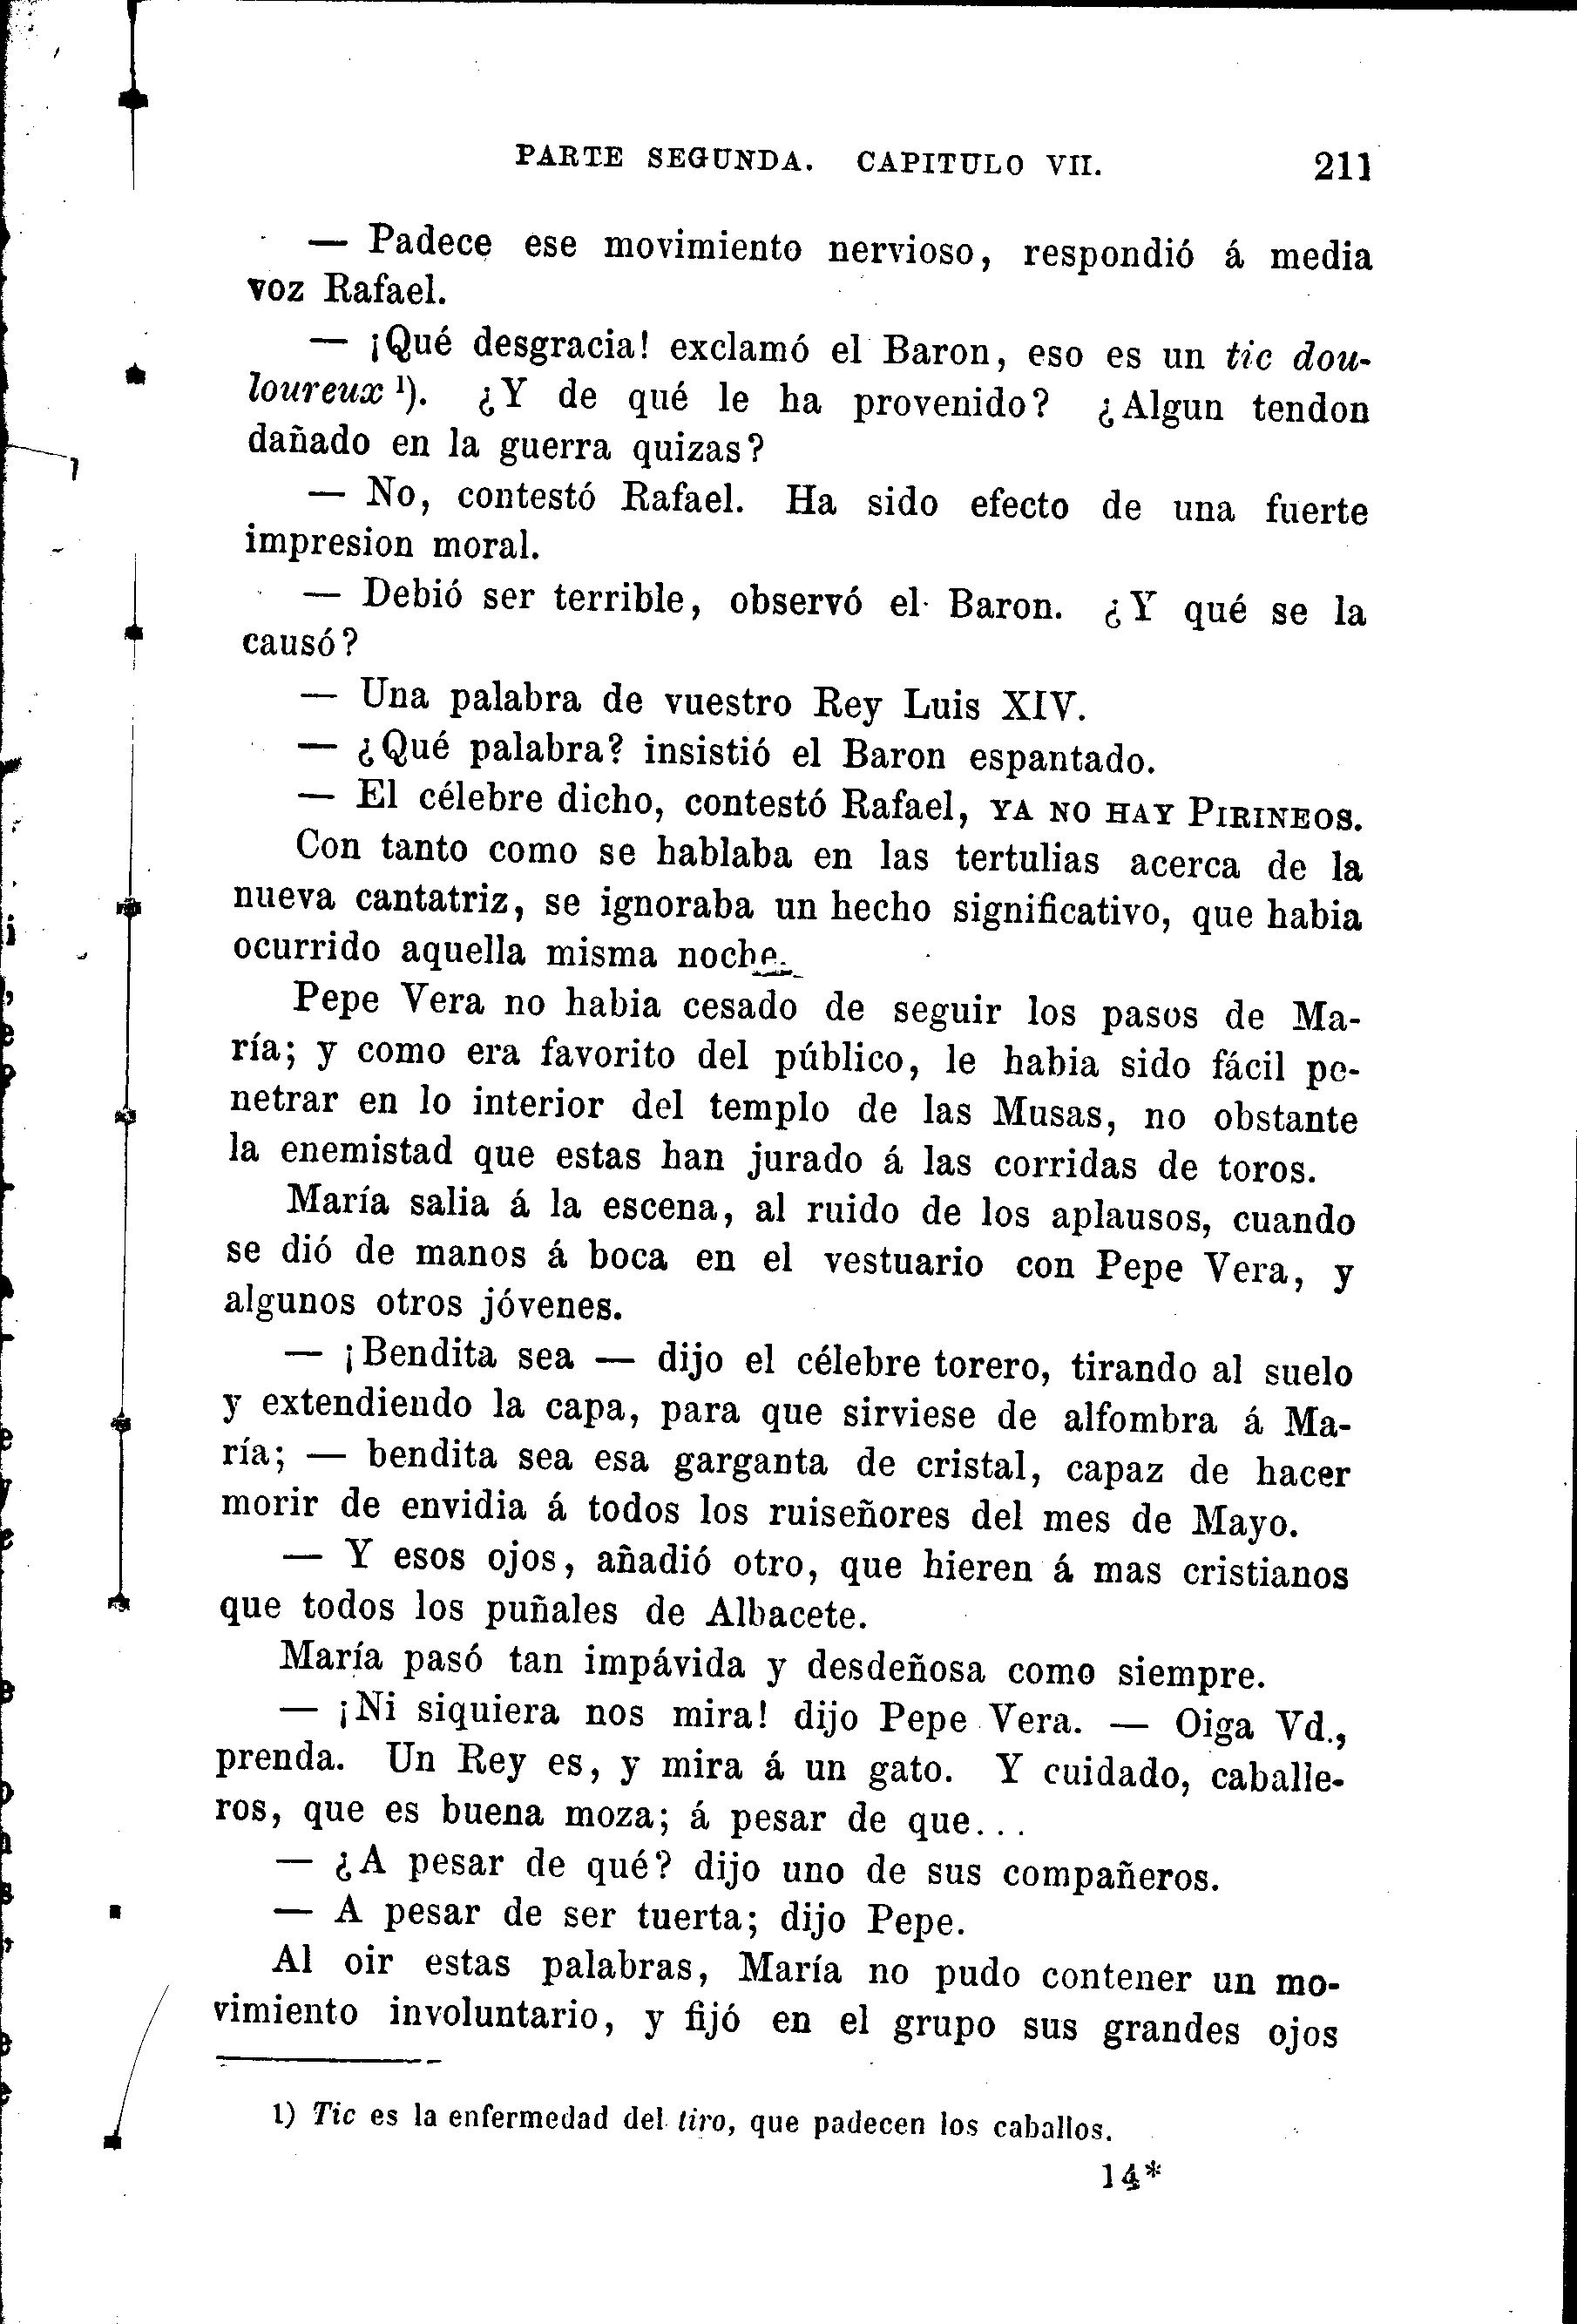 PARTE SEGUNDA. CAPITULO VII. 211
— Padece ese movimiento nervioso, respondió á media
voz Rafael.
— ¡Qué desgracia! exclamó el Baron, eso es un tic dou-
loureux ¹). ¿Y de qué le ha provenido? ¿Algun tendon
dañado en la guerra quizas?
— No, contestó Rafael. Ha sido efecto de una fuerte
impresion moral.
— Debió ser terrible, observó el Baron. ¿Y qué se la
causó?
— Una palabra de vuestro Rey Luis XIV.
— ¿Qué palabra? insistió el Baron espantado.
— El célebre dicho, contestó Rafael, YA NO HAY PIRINEOS.
Con tanto como se hablaba en las tertulias acerca de la
nueva cantatriz, se ignoraba un hecho significativo, que habia
ocurrido aquella misma noche.
Pepe Vera no habia cesado de seguir los pasos de Ma-
ría; y como era favorito del público, le habia sido fácil pe-
netrar en lo interior del templo de las Musas, no obstante
la enemistad que estas han jurado á las corridas de toros.
María salia á la escena, al ruido de los aplausos, cuando
se dió de manos á boca en el vestuario con Pepe Vera, y
algunos otros jóvenes.
— ¡Bendita sea — dijo el célebre torero, tirando al suelo
y extendiendo la capa, para que sirviese de alfombra á Ma-
ría; — bendita sea esa garganta de cristal, capaz de hacer
morir de envidia á todos los ruiseñores del mes de Mayo.
— Y esos ojos, añadió otro, que hieren á mas cristianos
que todos los puñales de Albacete.
María pasó tan impávida y desdeñosa como siempre.
— ¡Ni siquiera nos mira! dijo Pepe Vera. — Oiga Vd.,
prenda. Un Rey es, y mira á un gato. Y cuidado, caballe-
ros, que es buena moza; á pesar de que...
— ¿A pesar de qué? dijo uno de sus compañeros.
— A pesar de ser tuerta; dijo Pepe.
Al oir estas palabras, María no pudo contener un mo-
vimiento involuntario, y fijó en el grupo sus grandes ojos
1) Tic es la enfermedad del tiro, que padecen los caballos.
14*